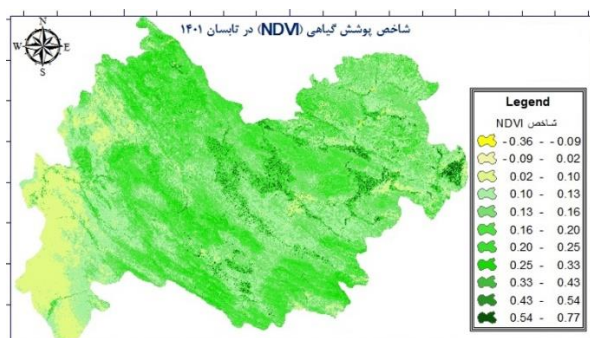 شاخص پوشش گیاهی (NDVI) در تابسان ۱۴۰۱
N
W E
S
Legend
شاخص NDVI
-0.36 - -0.09
-0.09 - 0.02
0.02 - 0.10
0.10 - 0.13
0.13 - 0.16
0.16 - 0.20
0.20 - 0.25
0.25 - 0.33
0.33 - 0.43
0.43 - 0.54
0.54 - 0.77